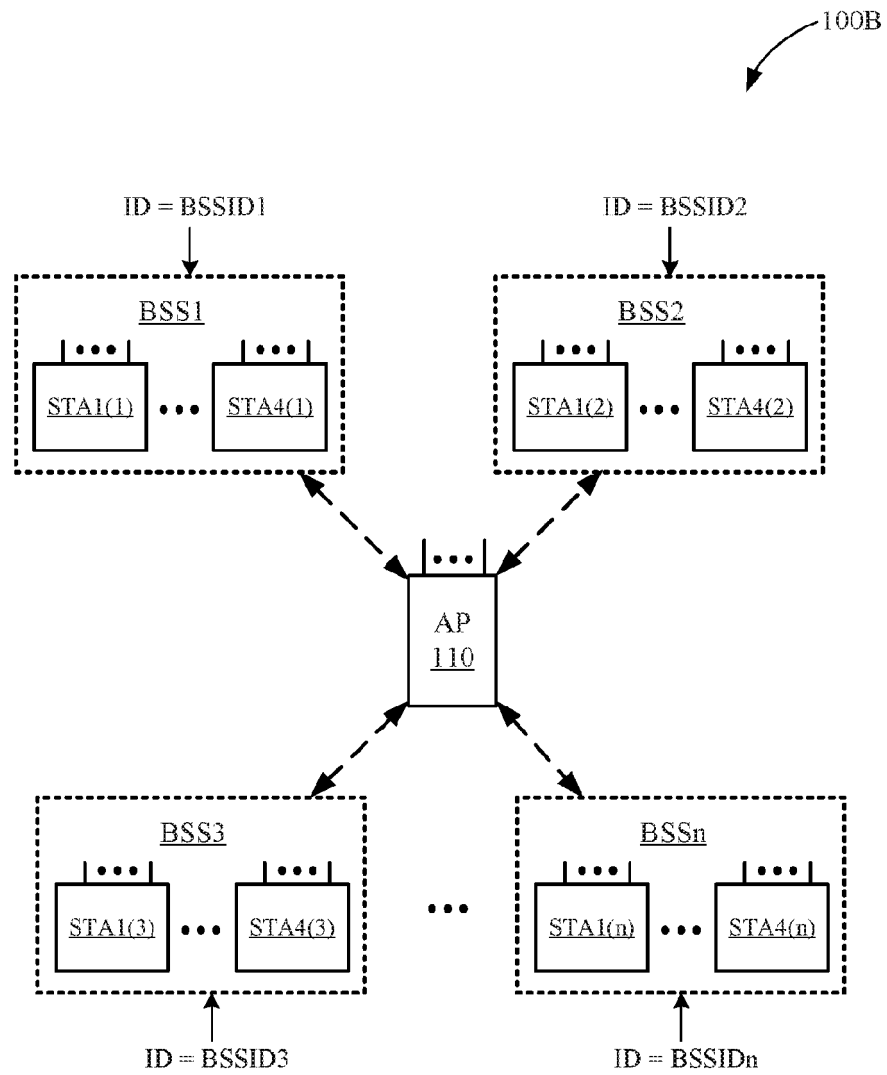 100B
ID = BSSID1
ID = BSSID2
BSS1
BSS2
STA1(1)
STA4(1)
STA1(2)
STA4(2)
AP
110
BSS3
BSSn
STA1(3)
STA4(3)
STA1(n)
STA4(n)
ID = BSSID3
ID = BSSIDn